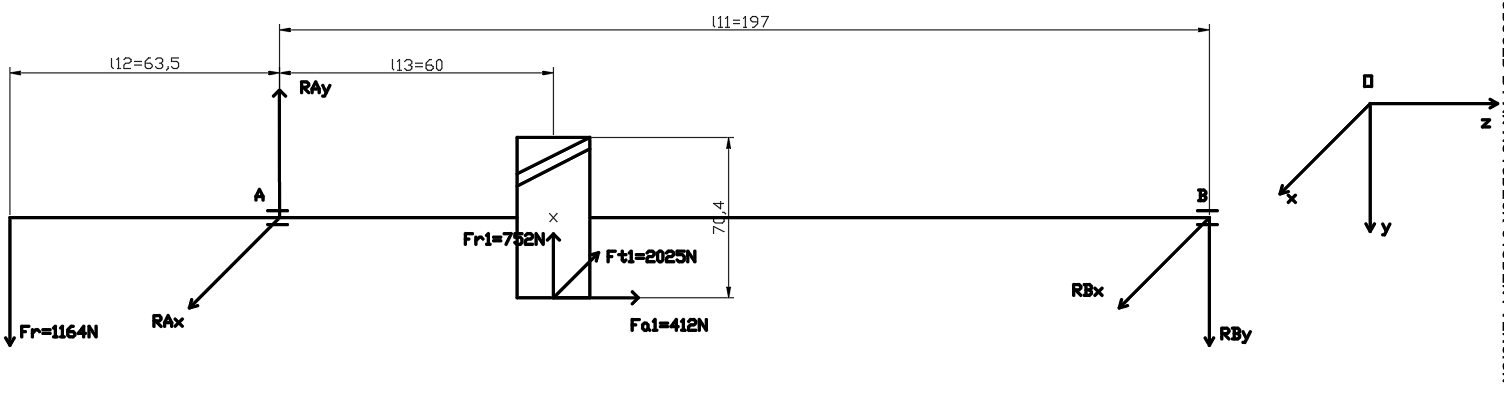 l11=197
l12=63,5
l13=60
RAy
O
z
A
B
x
70,4
y
Fr1=752N
Ft1=2025N
RBx
RAx
Fa1=412N
Fr=1164N
RBy